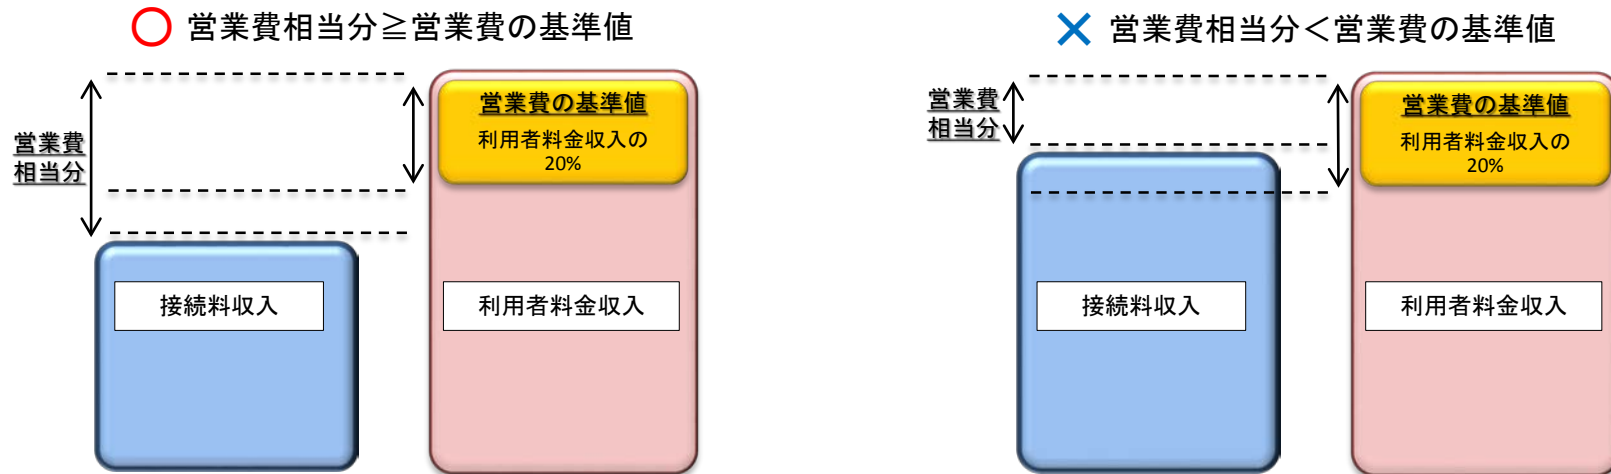 〇 営業費相当分≧営業費の基準値
営業費
相当分
営業費の基準値
利用者料金収入の
20%
接続料収入
利用者料金収入
× 営業費相当分<営業費の基準値
営業費
相当分
営業費の基準値
利用者料金収入の
20%
接続料収入
利用者料金収入